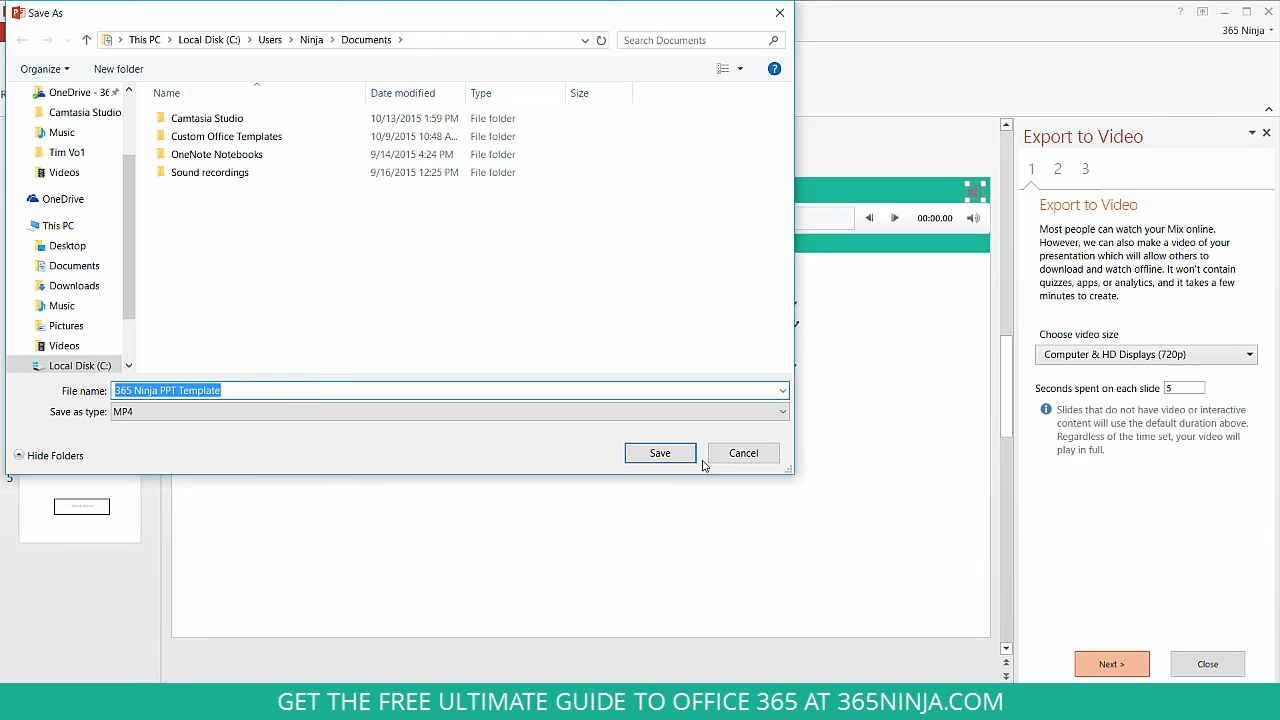 Save As
365 Ninja
This PC
Local Disk (C:)
Users
Ninja
Documents
Search Documents
Organize
New folder
OneDrive - 36
Camtasia Studio
Music
Tim Vo1
Videos
OneDrive
This PC
Desktop
Documents
Downloads
Music
Pictures
Videos
Local Disk (C:)
Name Date modified Type Size
Camtasia Studio 10/13/2015 1:59 PM File folder
Custom Office Templates 10/9/2015 10:48 A... File folder
OneNote Notebooks 9/14/2015 4:24 PM File folder
Sound recordings 9/16/2015 12:25 PM File folder
File name: 365 Ninja PPT Template
Save as type: MP4
Hide Folders
Save
Cancel
5
00:00.00
Export to Video
1 2 3
Export to Video
Most people can watch your Mix online.
However, we can also make a video of your
presentation which will allow others to
download and watch offline. It won't contain
quizzes, apps, or analytics, and it takes a few
minutes to create.
Choose video size
Computer & HD Displays (720p)
Seconds spent on each slide 5
Slides that do not have video or interactive
content will use the default duration above.
Regardless of the time set, your video will
play in full.
Next >
Close
GET THE FREE ULTIMATE GUIDE TO OFFICE 365 AT 365NINJA.COM